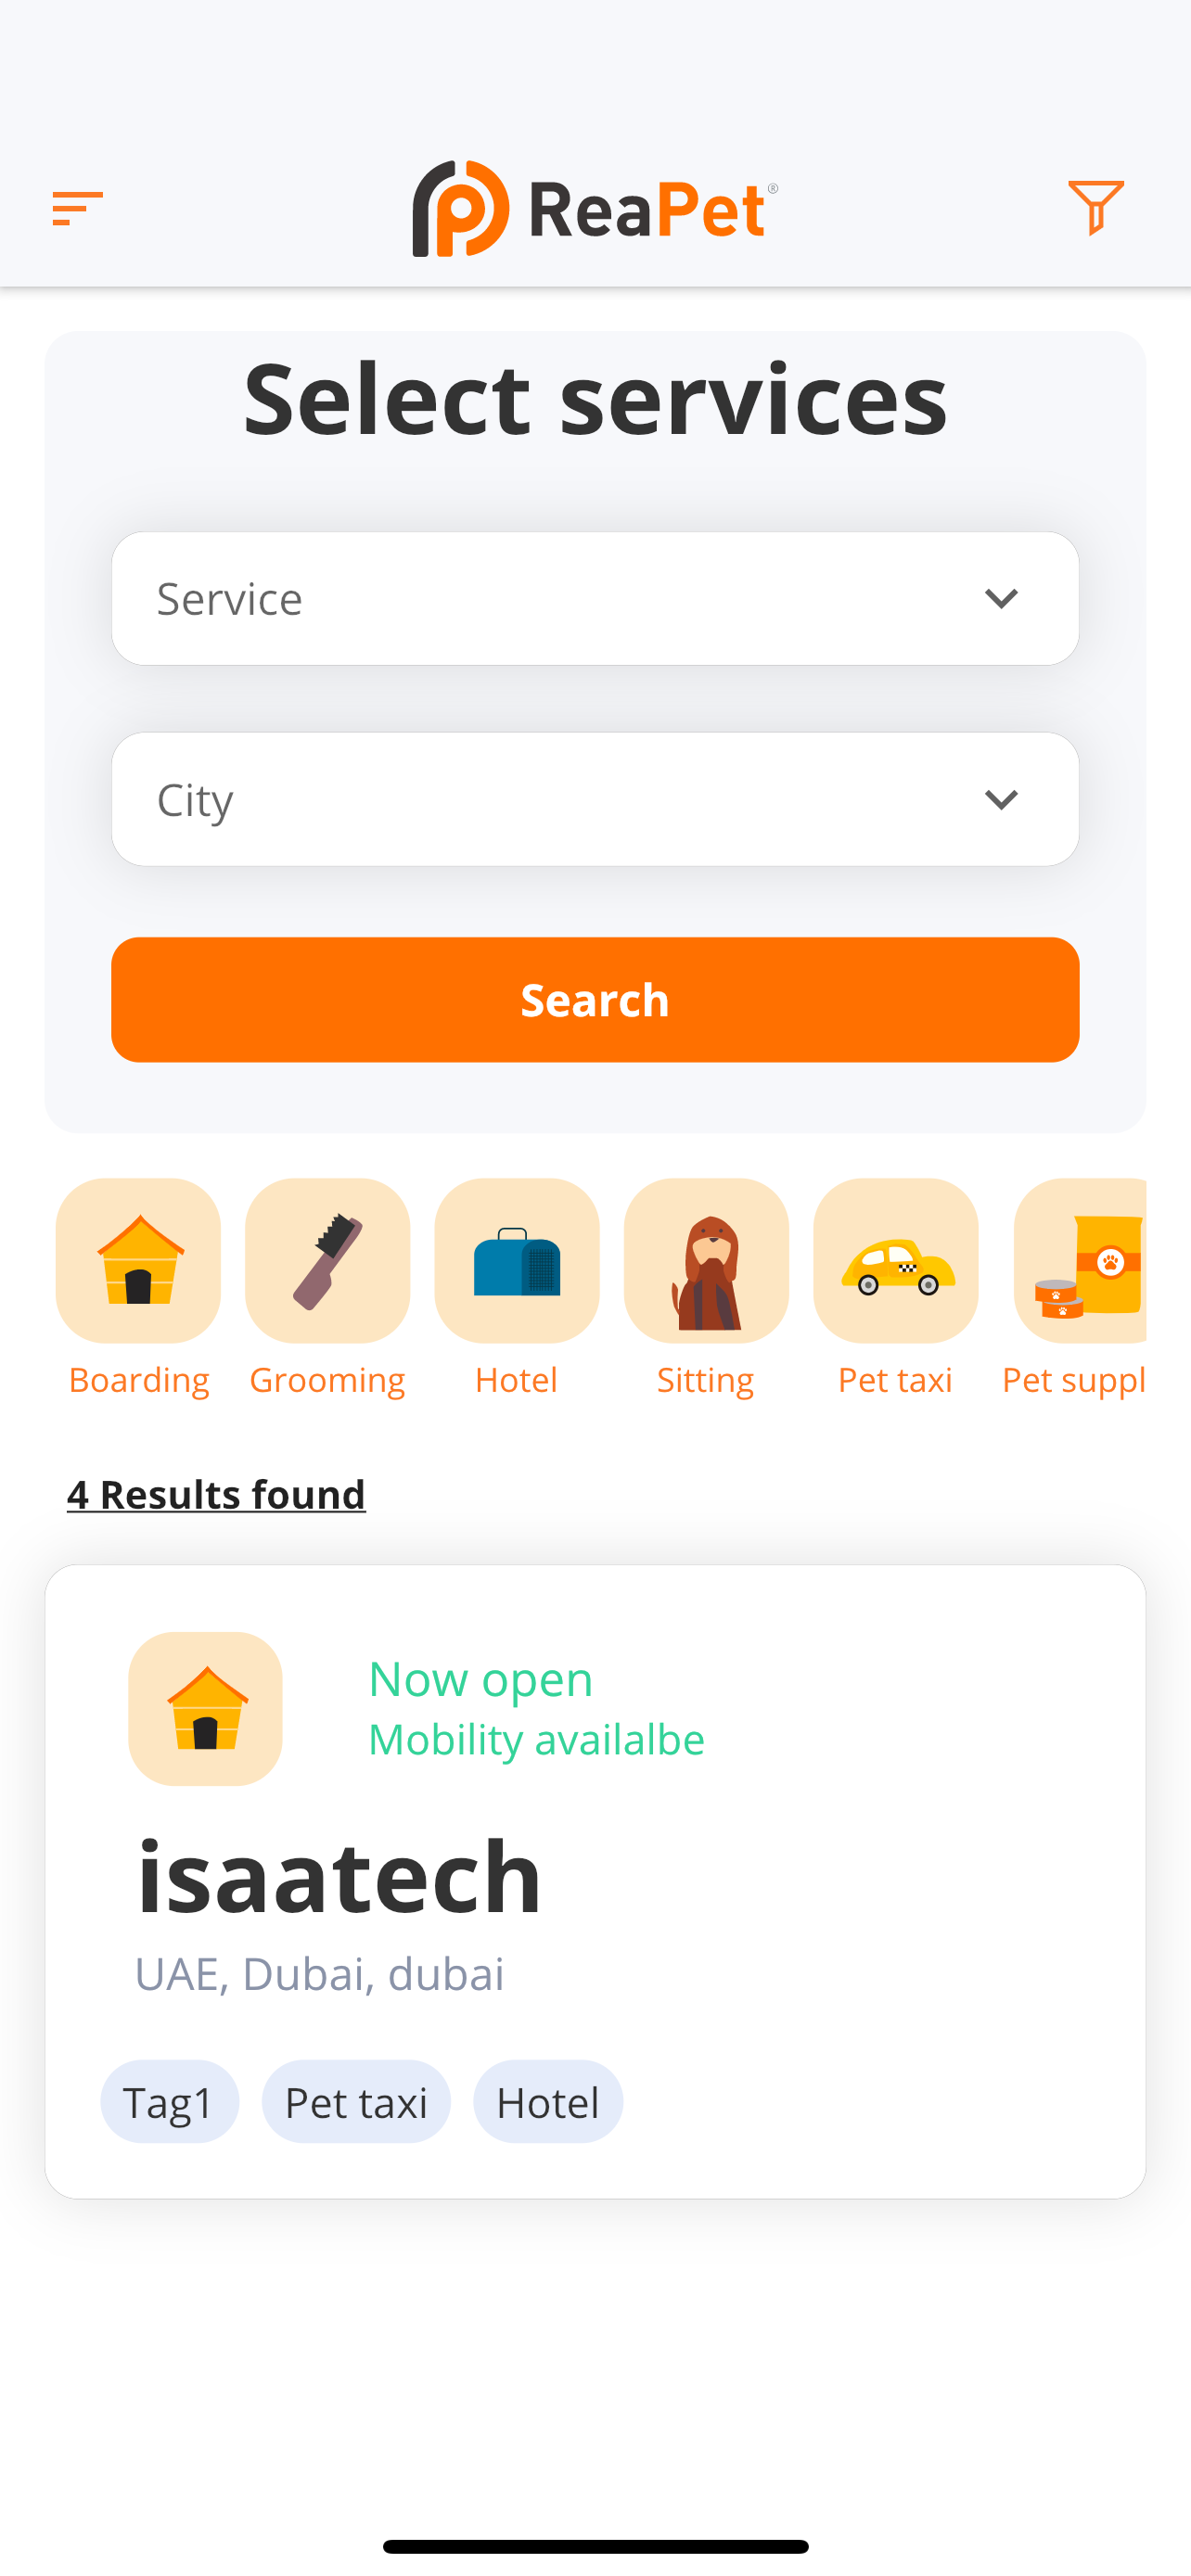 ReaPet®
Select services
Service
City
Search
Boarding Grooming Hotel Sitting Pet taxi Pet suppl
4 Results found
Now open
Mobility availalbe
isaatech
UAE, Dubai, dubai
Tag1 Pet taxi Hotel